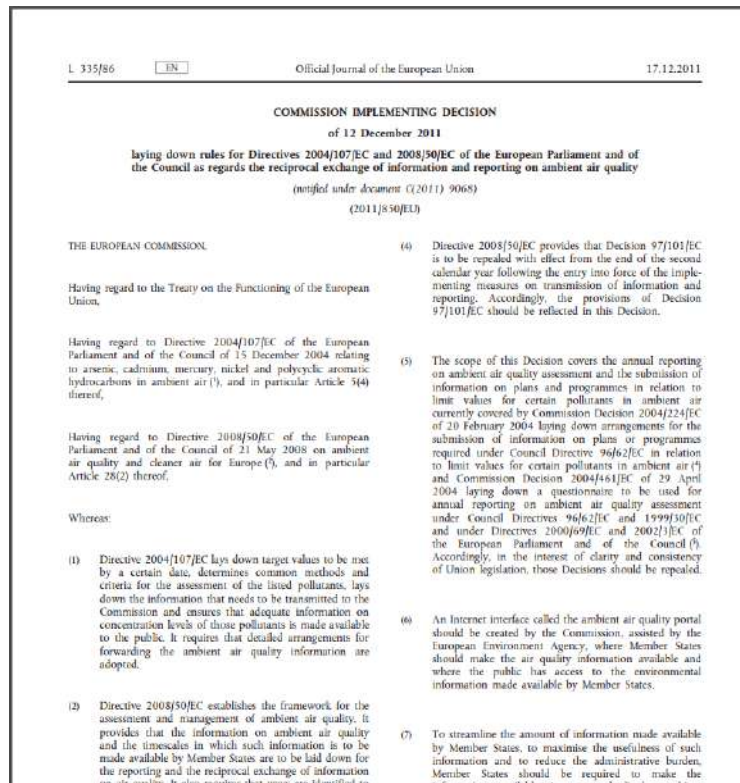 L 335/86
EN
Official Journal of the European Union
17.12.2011
COMMISSION IMPLEMENTING DECISION
of 12 December 2011
laying down rules for Directives 2004/107/EC and 2008/50/EC of the European Parliament and of
the Council as regards the reciprocal exchange of information and reporting on ambient air quality
(notified under document C(2011) 9068)
(2011/850/EU)
THE EUROPEAN COMMISSION,
Having regard to the Treaty on the Functioning of the European
Union,
Having regard to Directive 2004/107/EC of the European
Parliament and of the Council of 15 December 2004 relating
to arsenic, cadmium, mercury, nickel and polycyclic aromatic
hydrocarbons in ambient air (¹), and in particular Article 5(4)
thereof,
Having regard to Directive 2008/50/EC of the European
Parliament and of the Council of 21 May 2008 on ambient
air quality and cleaner air for Europe (²), and in particular
Article 28(2) thereof,
Whereas:
(1) Directive 2004/107/EC lays down target values to be met
by a certain date, determines common methods and
criteria for the assessment of the listed pollutants, lays
down the information that needs to be transmitted to the
Commission and ensures that adequate information on
concentration levels of those pollutants is made available
to the public. It requires that detailed arrangements for
forwarding the ambient air quality information are
adopted.
(2) Directive 2008/50/EC establishes the framework for the
assessment and management of ambient air quality. It
provides that the information on ambient air quality
and the timescales in which such information is to be
made available by Member States are to be laid down for
the reporting and the reciprocal exchange of information
(4) Directive 2008/50/EC provides that Decision 97/101/EC
is to be repealed with effect from the end of the second
calendar year following the entry into force of the imple-
menting measures on transmission of information and
reporting. Accordingly, the provisions of Decision
97/101/EC should be reflected in this Decision.
(5) The scope of this Decision covers the annual reporting
on ambient air quality assessment and the submission of
information on plans and programmes in relation to
limit values for certain pollutants in ambient air
currently covered by Commission Decision 2004/224/EC
of 20 February 2004 laying down arrangements for the
submission of information on plans or programmes
required under Council Directive 96/62/EC in relation
to limit values for certain pollutants in ambient air (⁴)
and Commission Decision 2004/461/EC of 29 April
2004 laying down a questionnaire to be used for
annual reporting on ambient air quality assessment
under Council Directives 96/62/EC and 1999/30/EC
and under Directives 2000/69/EC and 2002/3/EC of
the European Parliament and of the Council (⁵).
Accordingly, in the interest of clarity and consistency
of Union legislation, those Decisions should be repealed.
(6) An Internet interface called the ambient air quality portal
should be created by the Commission, assisted by the
European Environment Agency, where Member States
should make the air quality information available and
where the public has access to the environmental
information made available by Member States.
(7) To streamline the amount of information made available
by Member States, to maximise the usefulness of such
information and to reduce the administrative burden,
Member States should be required to make the